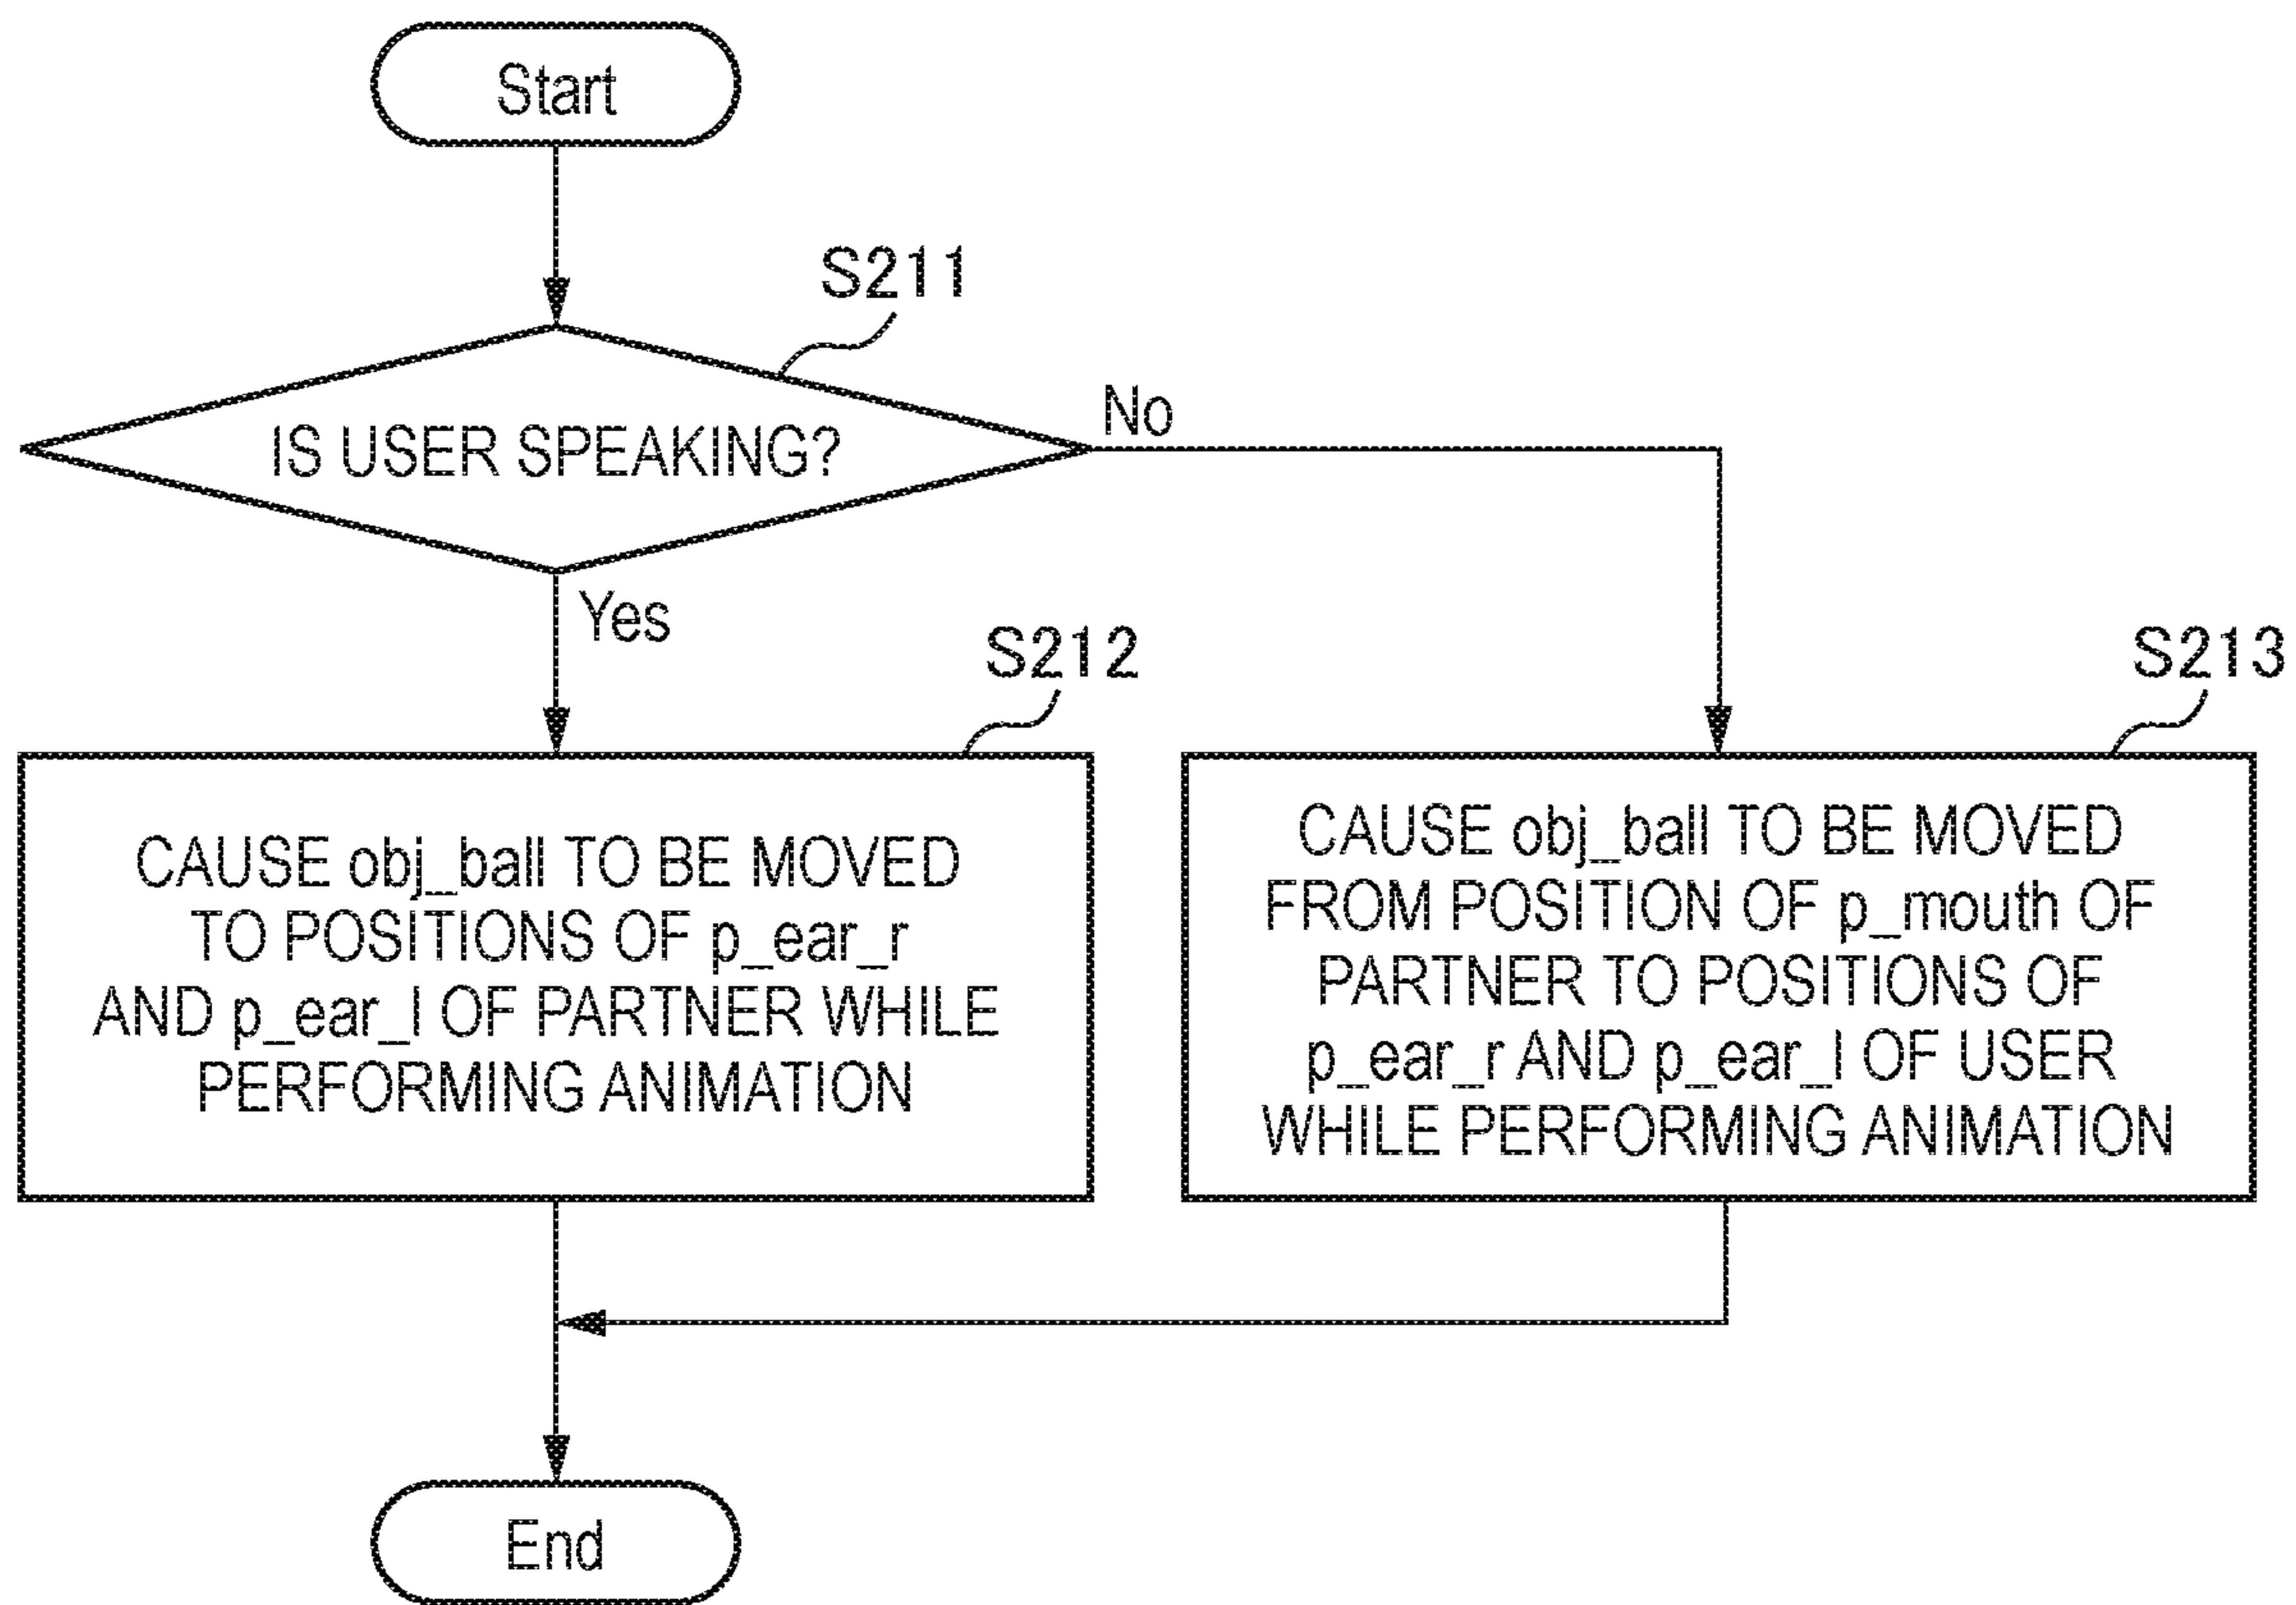 Start
S211
IS USER SPEAKING?
No
Yes
S212
CAUSE obj_ball TO BE MOVED
TO POSITIONS OF p_ear_r
AND p_ear_l OF PARTNER WHILE
PERFORMING ANIMATION
S213
CAUSE obj_ball TO BE MOVED
FROM POSITION OF p_mouth OF
PARTNER TO POSITIONS OF
p_ear_r AND p_ear_l OF USER
WHILE PERFORMING ANIMATION
End